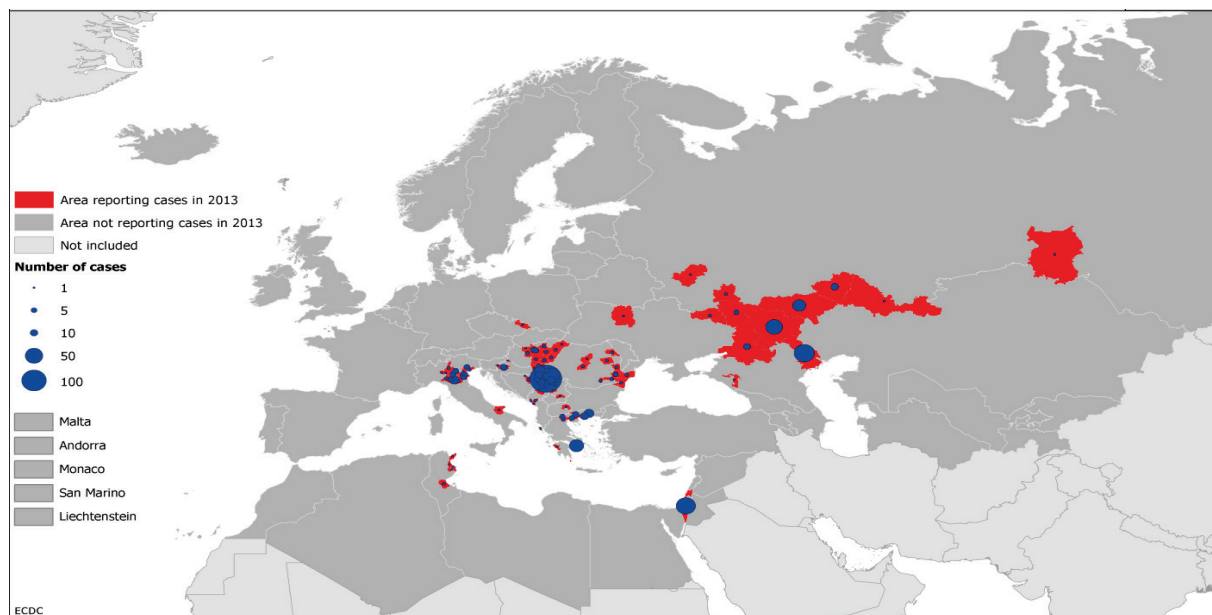 Area reporting cases in 2013
Area not reporting cases in 2013
Not included
Number of cases
1
5
10
50
100
Malta
Andorra
Monaco
San Marino
Liechtenstein
ECDC